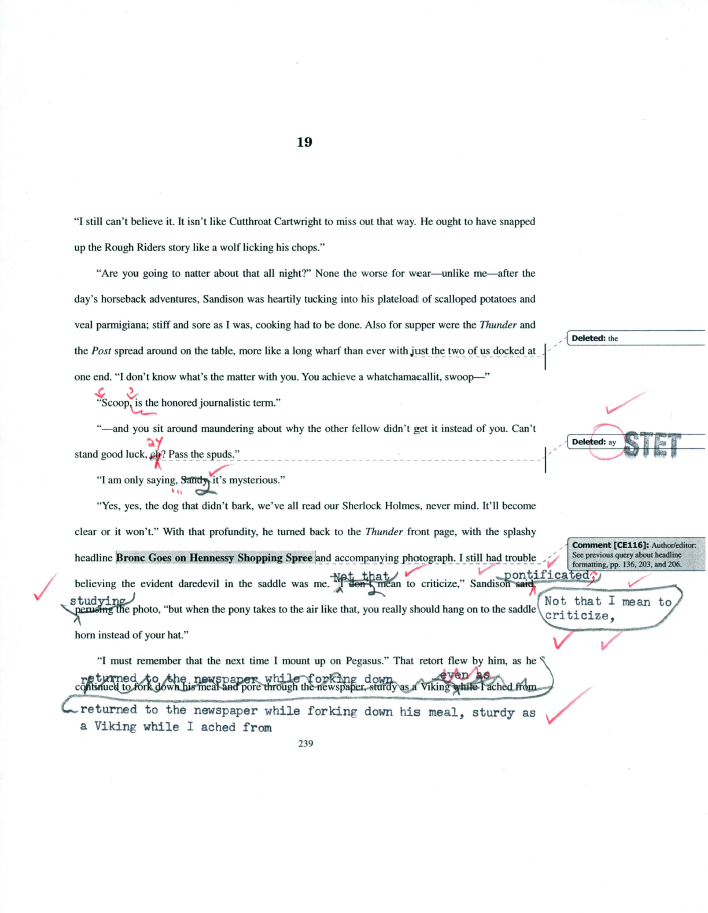 19
“I still can’t believe it. It isn’t like Cutthroat Cartwright to miss out that way. He ought to have snapped
up the Rough Riders story like a wolf licking his chops.”
“Are you going to natter about that all night?” None the worse for wear—unlike me—after the
day’s horseback adventures, Sandison was heartily tucking into his plateload of scalloped potatoes and
veal parmigiana; stiff and sore as I was, cooking had to be done. Also for supper were the Thunder and
Deleted: the
the Post spread around on the table, more like a long wharf than ever with just the two of us docked at
one end. “I don’t know what’s the matter with you. You achieve a whatchamacallit, swoop—”
“Scoop, is the honored journalistic term.”
“—and you sit around maundering about why the other fellow didn’t get it instead of you. Can’t
ay
Deleted: ay
STET
stand good luck, eh? Pass the spuds.”
“I am only saying, Sandy, it’s mysterious.”
“Yes, yes, the dog that didn’t bark, we’ve all read our Sherlock Holmes, never mind. It’ll become
clear or it won’t.” With that profundity, he turned back to the Thunder front page, with the splashy
Comment [CE116]: Author/editor:
See previous query about headline
formatting, pp. 136, 203, and 206.
headline Bronc Goes on Hennessy Shopping Spree and accompanying photograph. I still had trouble
Not that
pontificated,
believing the evident daredevil in the saddle was me. “I don’t mean to criticize,” Sandison said,
studying
Not that I mean to
criticize,
perusing the photo, “but when the pony takes to the air like that, you really should hang on to the saddle
horn instead of your hat.”
“I must remember that the next time I mount up on Pegasus.” That retort flew by him, as he
returned to the newspaper while forking down
even as
continued to fork down his meal and pore through the newspaper, sturdy as a Viking while I ached from
returned to the newspaper while forking down his meal, sturdy as
a Viking while I ached from
239